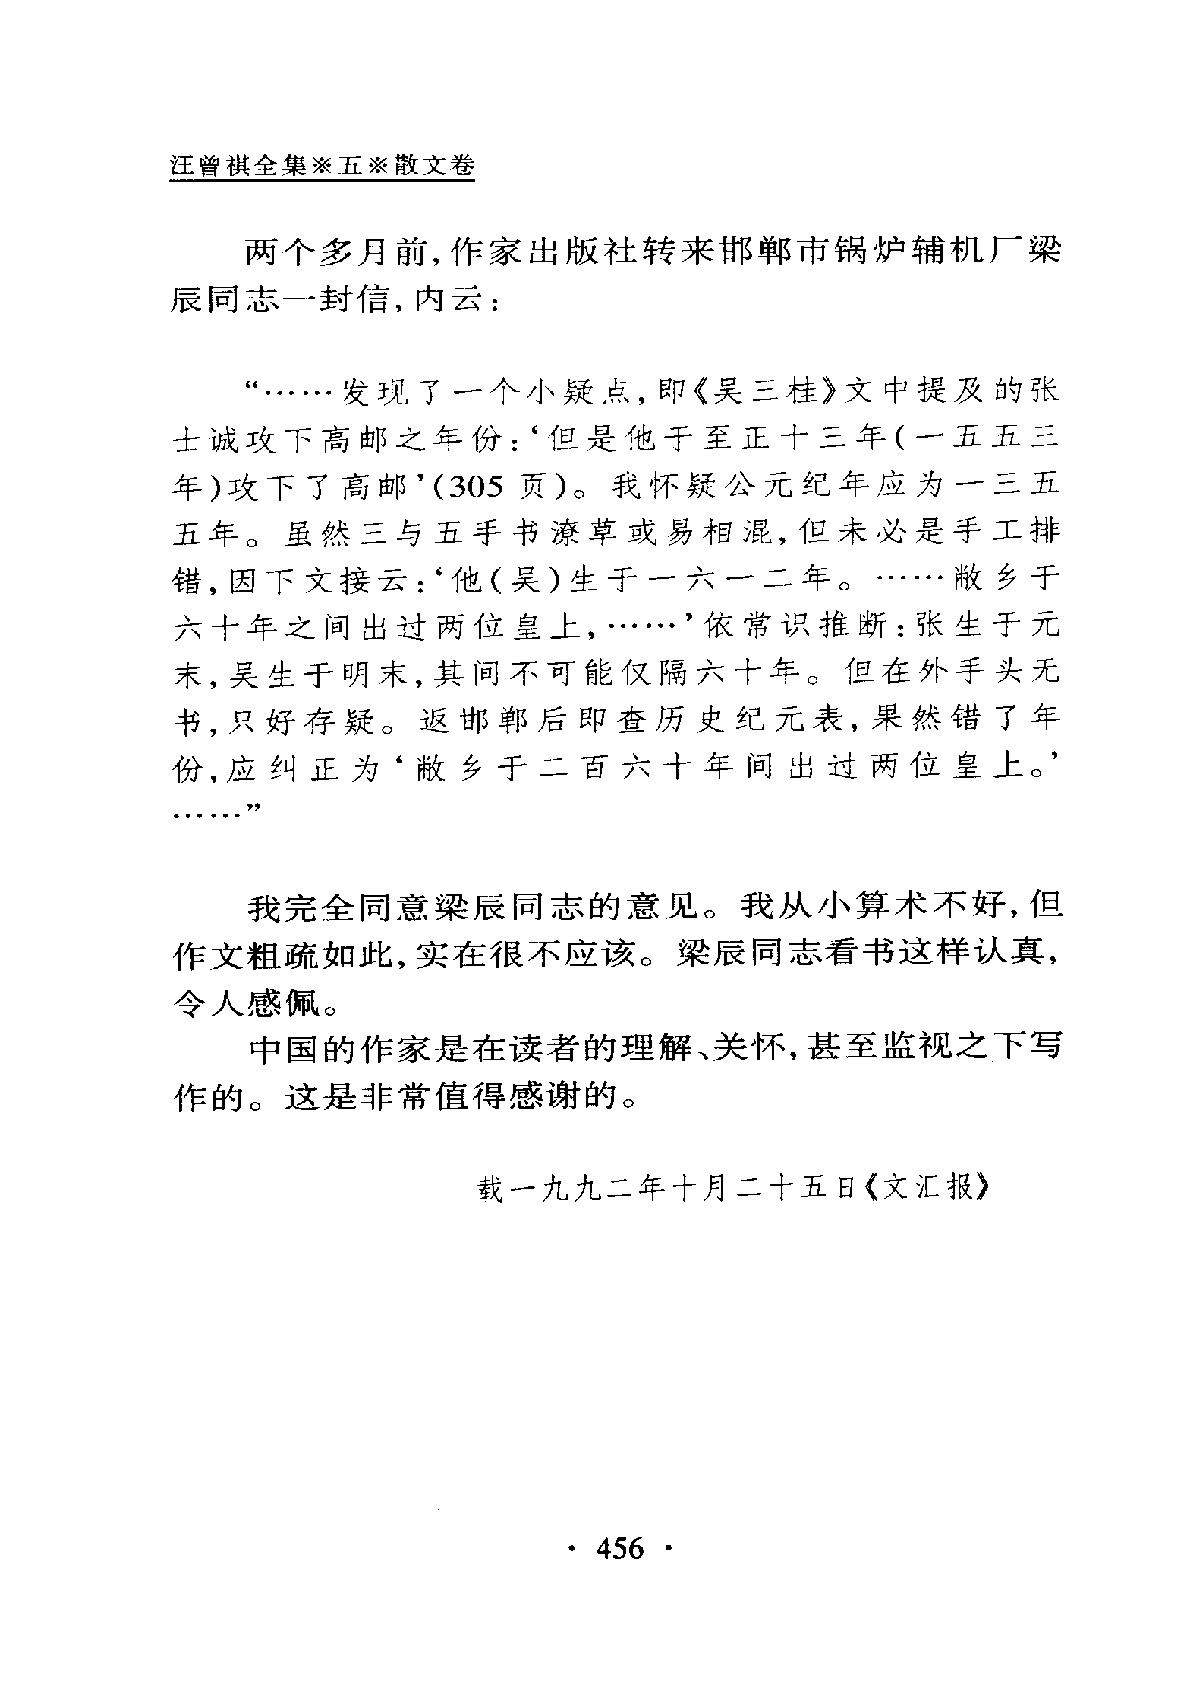 汪曾祺全集※五※散文卷
两个多月前,作家出版社转来邯郸市锅炉辅机厂梁
辰同志一封信,内云:
“……发现了一个小疑点,即《吴三桂》文中提及的张
士诚攻下高邮之年份:‘但是他于至正十三年(一五五三
年)攻下了高邮’(305 页)。我怀疑公元纪年应为一三五
五年。虽然三与五手书潦草或易相混,但未必是手工排
错,因下文接云:‘他(吴)生于一六一二年。……敝乡于
六十年之间出过两位皇上,……’依常识推断:张生于元
末,吴生于明末,其间不可能仅隔六十年。但在外手头无
书,只好存疑。返邯郸后即查历史纪元表,果然错了年
份,应纠正为‘敝乡于二百六十年间出过两位皇上。’
……”
我完全同意梁辰同志的意见。我从小算术不好,但
作文粗疏如此,实在很不应该。梁辰同志看书这样认真,
令人感佩。
中国的作家是在读者的理解、关怀,甚至监视之下写
作的。这是非常值得感谢的。
载一九九二年十月二十五日《文汇报》
· 456 ·